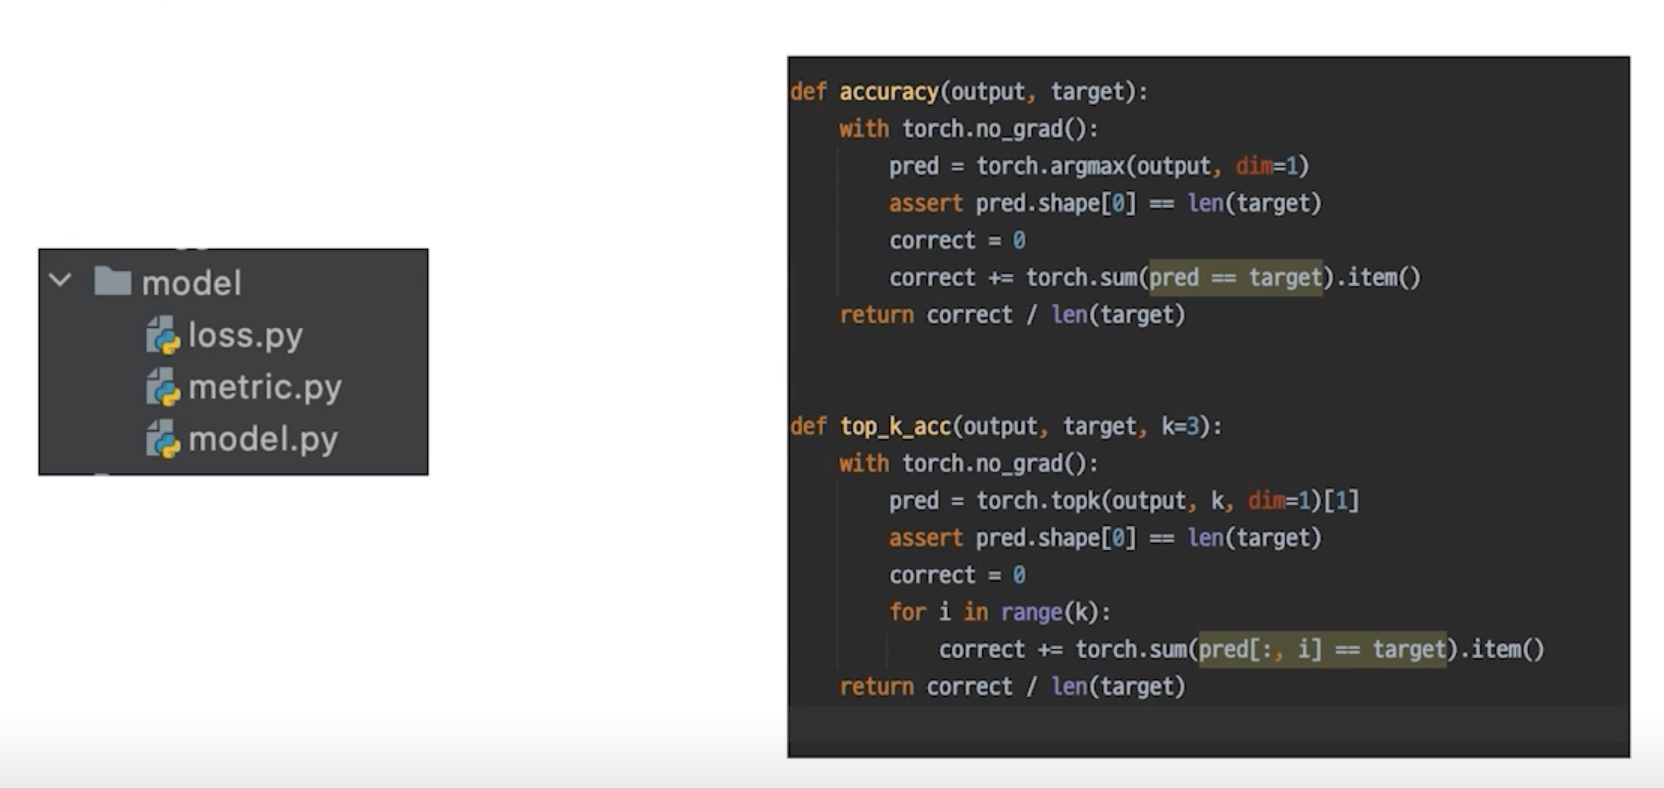 model
loss.py
metric.py
model.py
def accuracy(output, target):
    with torch.no_grad():
        pred = torch.argmax(output, dim=1)
        assert pred.shape[0] == len(target)
        correct = 0
        correct += torch.sum(pred == target).item()
    return correct / len(target)
def top_k_acc(output, target, k=3):
    with torch.no_grad():
        pred = torch.topk(output, k, dim=1)[1]
        assert pred.shape[0] == len(target)
        correct = 0
        for i in range(k):
            correct += torch.sum(pred[:, i] == target).item()
    return correct / len(target)